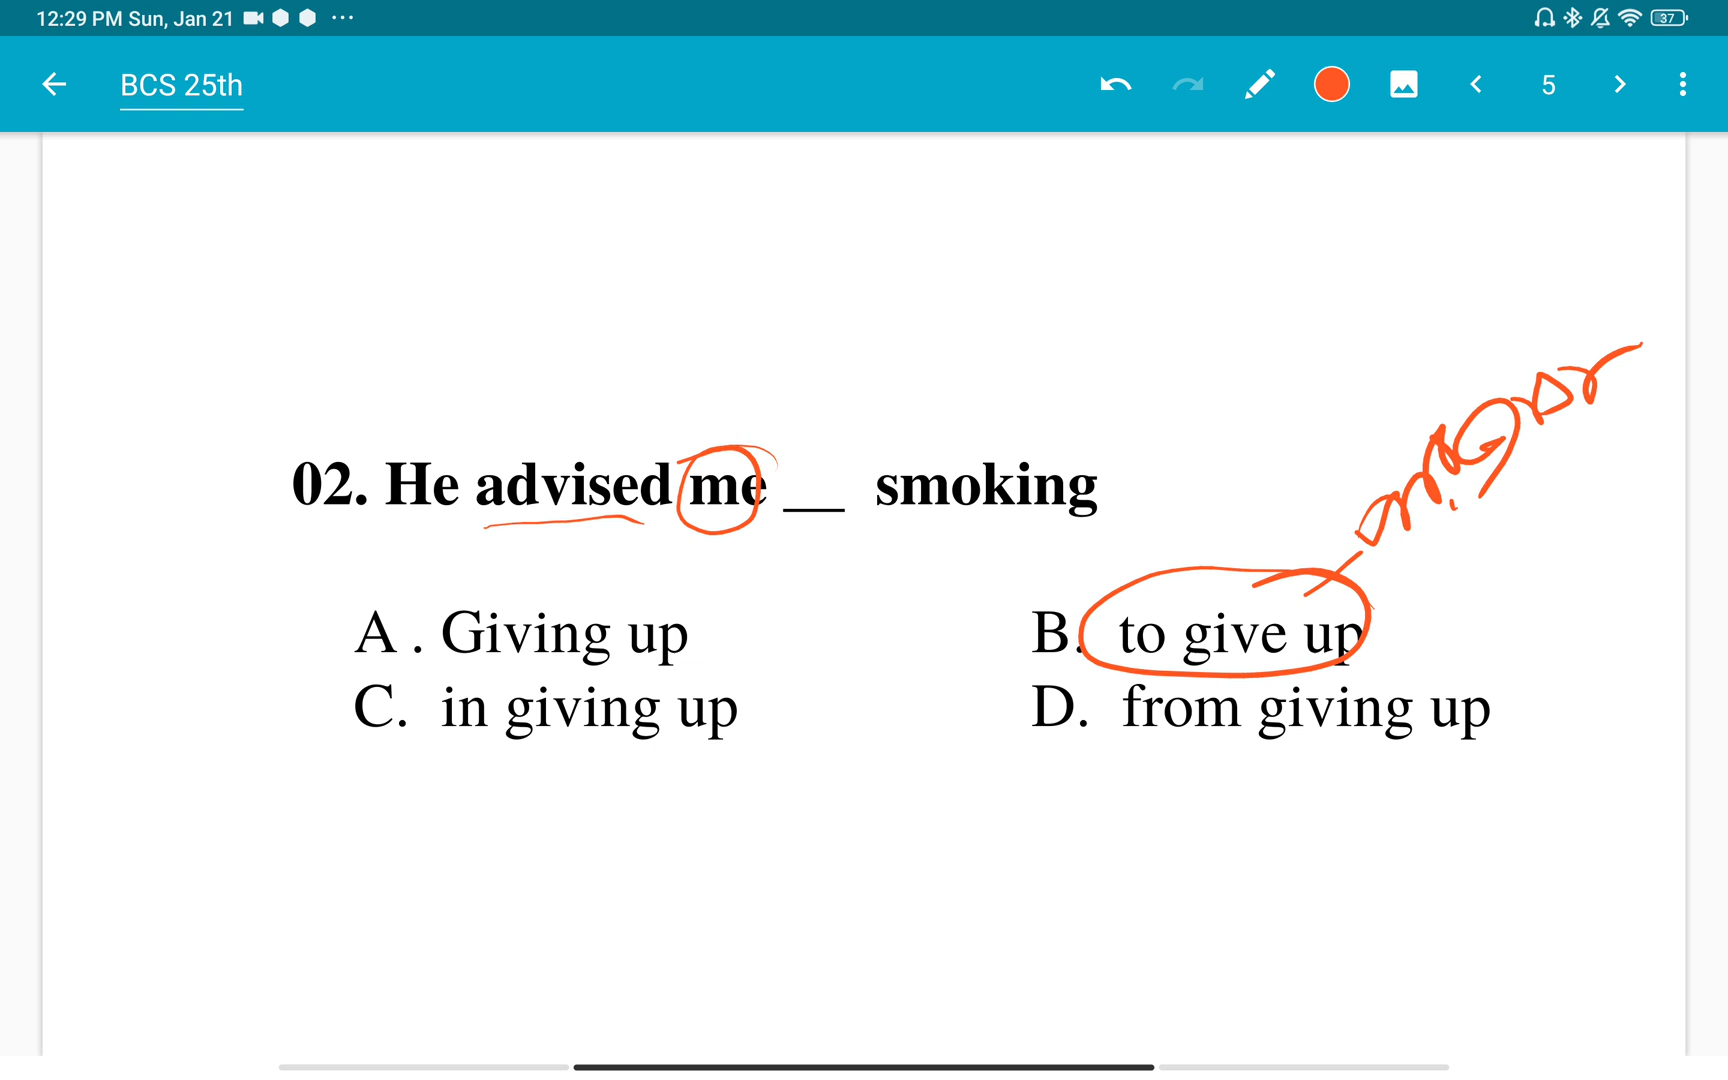 12:29 PM Sun, Jan 21 ...
37
BCS 25th
5
02. He advised me __ smoking
A . Giving up
B. to give up
C. in giving up
D. from giving up